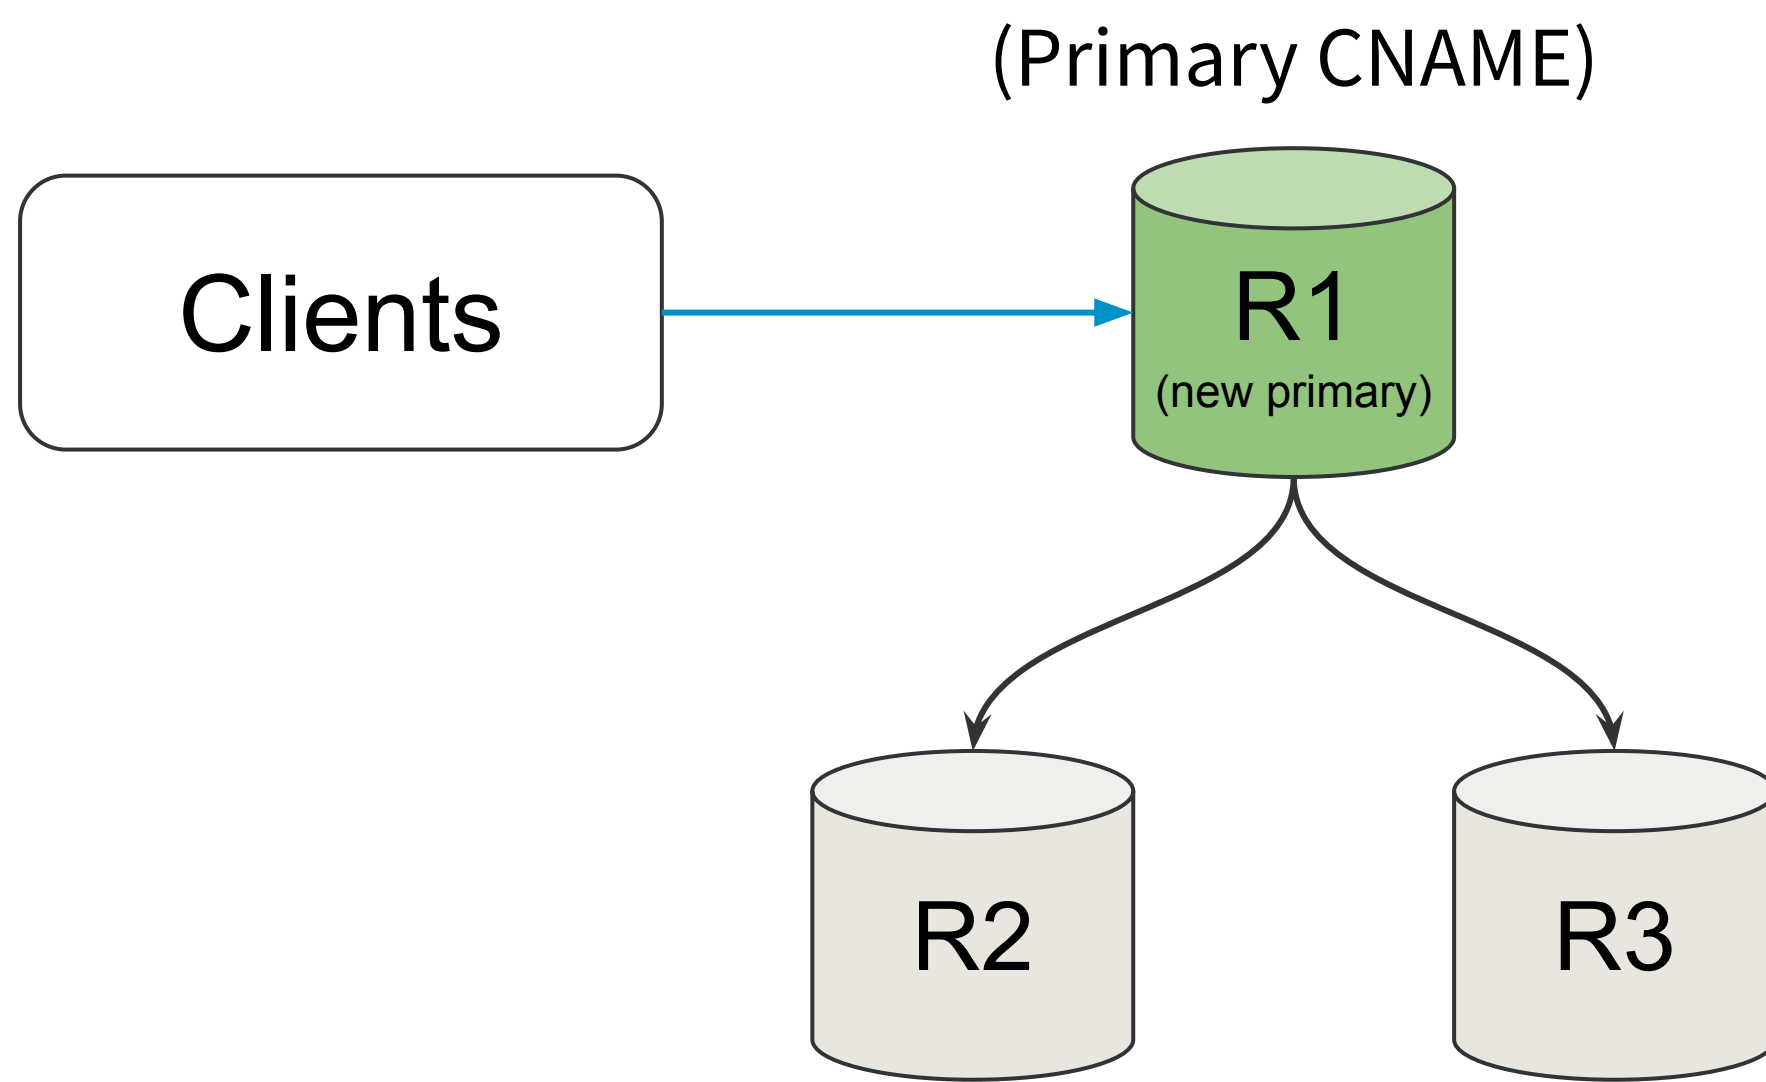 (Primary CNAME)
Clients
R1
(new primary)
R2
R3